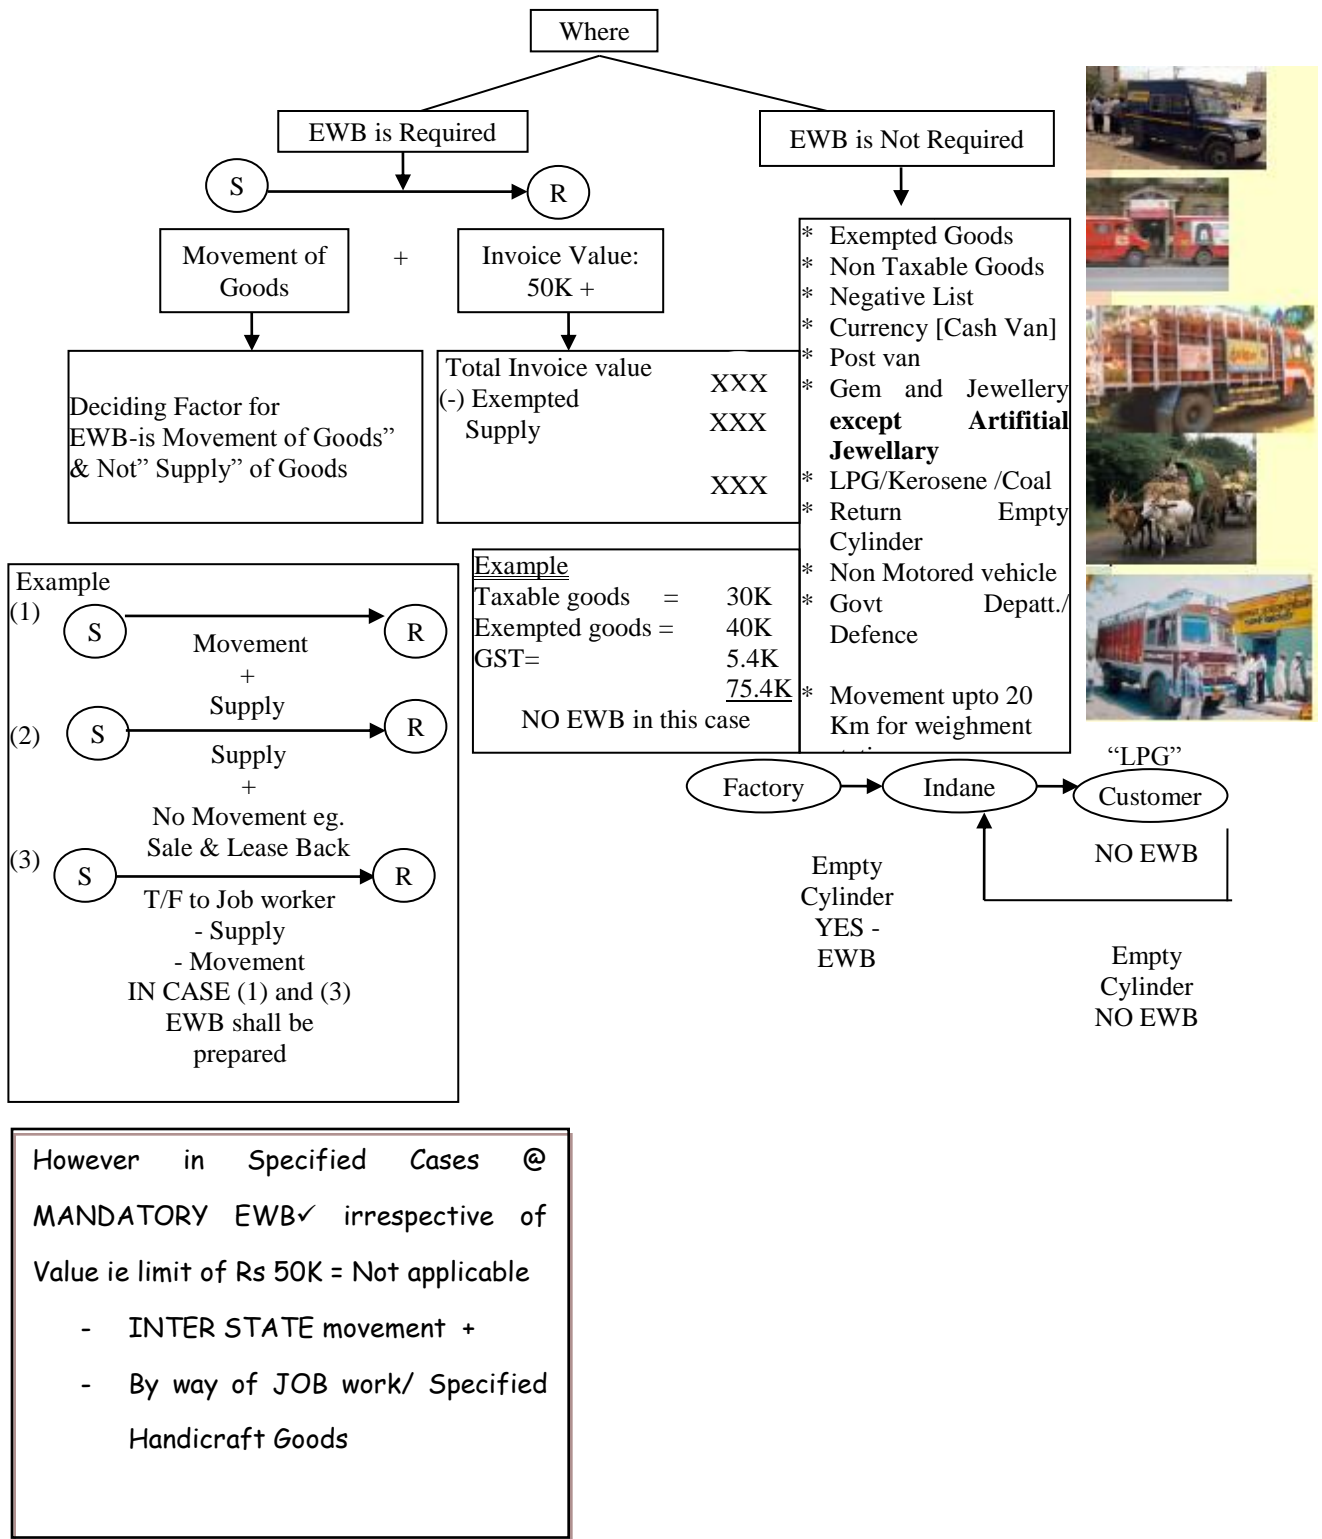 Where
EWB is Required
EWB is Not Required
S
R
Movement of
Goods
+
Invoice Value:
50K +
Deciding Factor for
EWB-is Movement of Goods”
& Not” Supply” of Goods
Total Invoice value XXX
(-) Exempted
Supply XXX
XXX
* Exempted Goods
* Non Taxable Goods
* Negative List
* Currency [Cash Van]
* Post van
* Gem and Jewellery
except Artifitial
Jewellary
* LPG/Kerosene /Coal
* Return Empty
Cylinder
* Non Motored vehicle
* Govt Depatt./
Defence
* Movement upto 20
Km for weighment
Example
(1)
S
R
Movement
+
Supply
(2)
S
R
Supply
+
No Movement eg.
Sale & Lease Back
(3)
S
R
T/F to Job worker
- Supply
- Movement
IN CASE (1) and (3)
EWB shall be
prepared
Example
Taxable goods = 30K
Exempted goods = 40K
GST= 5.4K
75.4K
NO EWB in this case
“LPG”
Factory
Indane
Customer
NO EWB
Empty
Cylinder
YES -
EWB
Empty
Cylinder
NO EWB
However in Specified Cases @
MANDATORY EWB✓ irrespective of
Value ie limit of Rs 50K = Not applicable
- INTER STATE movement +
- By way of JOB work/ Specified
Handicraft Goods